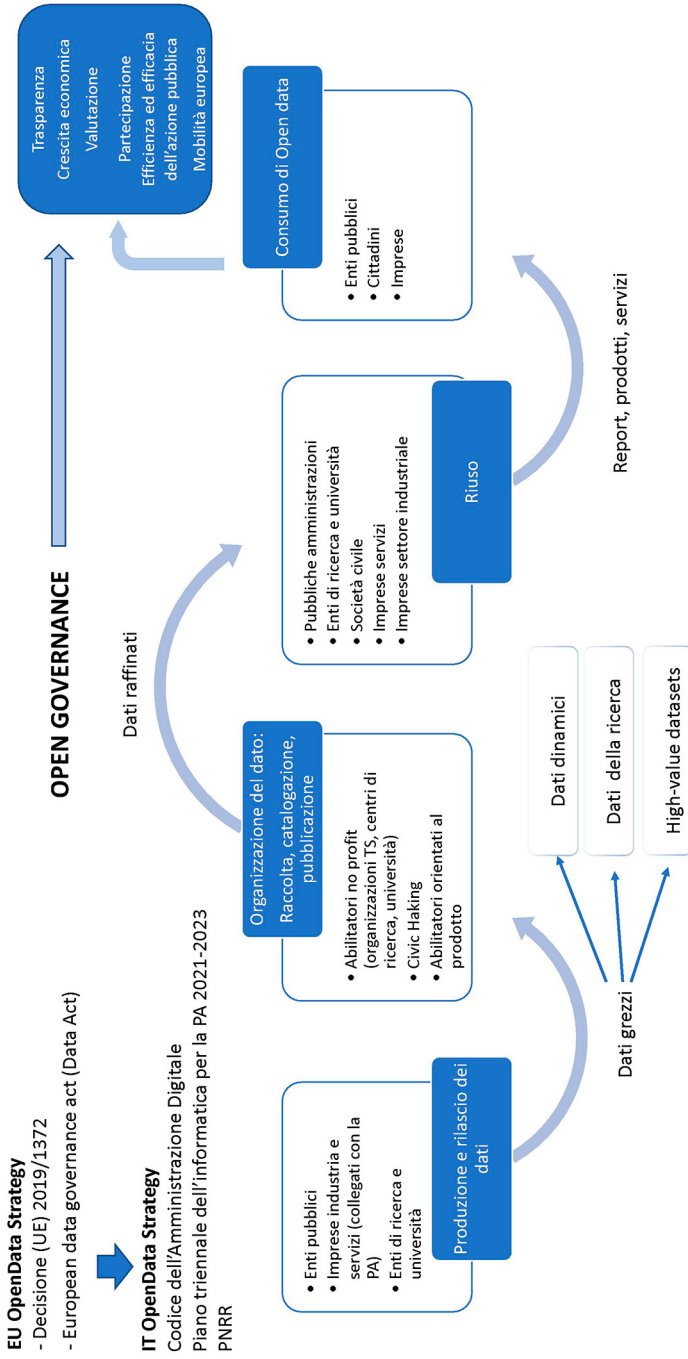 EU OpenData Strategy
- Decisione (UE) 2019/1372
- European data governance act (Data Act)
IT OpenData Strategy
Codice dell'Amministrazione Digitale
Piano triennale dell'informatica per la PA 2021-2023
PNRR
OPEN GOVERNANCE
Trasparenza
Crescita economica
Valutazione
Partecipazione
Efficienza ed efficacia
dell'azione pubblica
Mobilità europea
• Enti pubblici
• Imprese industria e
servizi (collegati con la
PA)
• Enti di ricerca e
università
Produzione e rilascio dei
dati
Dati grezzi
Dati dinamici
Dati della ricerca
High-value datasets
Organizzazione del dato:
Raccolta, catalogazione,
pubblicazione
• Abilitatori no profit
(organizzazioni TS, centri di
ricerca, università)
• Civic Haking
• Abilitatori orientati al
prodotto
Dati raffinati
• Pubbliche amministrazioni
• Enti di ricerca e università
• Società civile
• Imprese servizi
• Imprese settore industriale
Riuso
Report, prodotti, servizi
Consumo di Open data
• Enti pubblici
• Cittadini
• Imprese